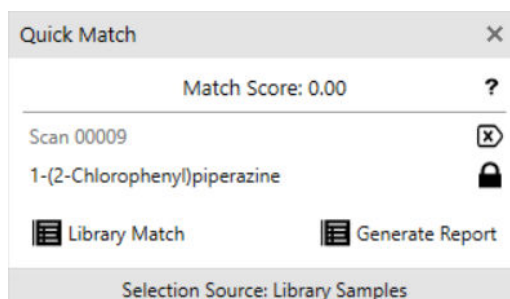 Quick Match
Match Score: 0.00 ?
Scan 00009
1-(2-Chlorophenyl)piperazine
Library Match Generate Report
Selection Source: Library Samples